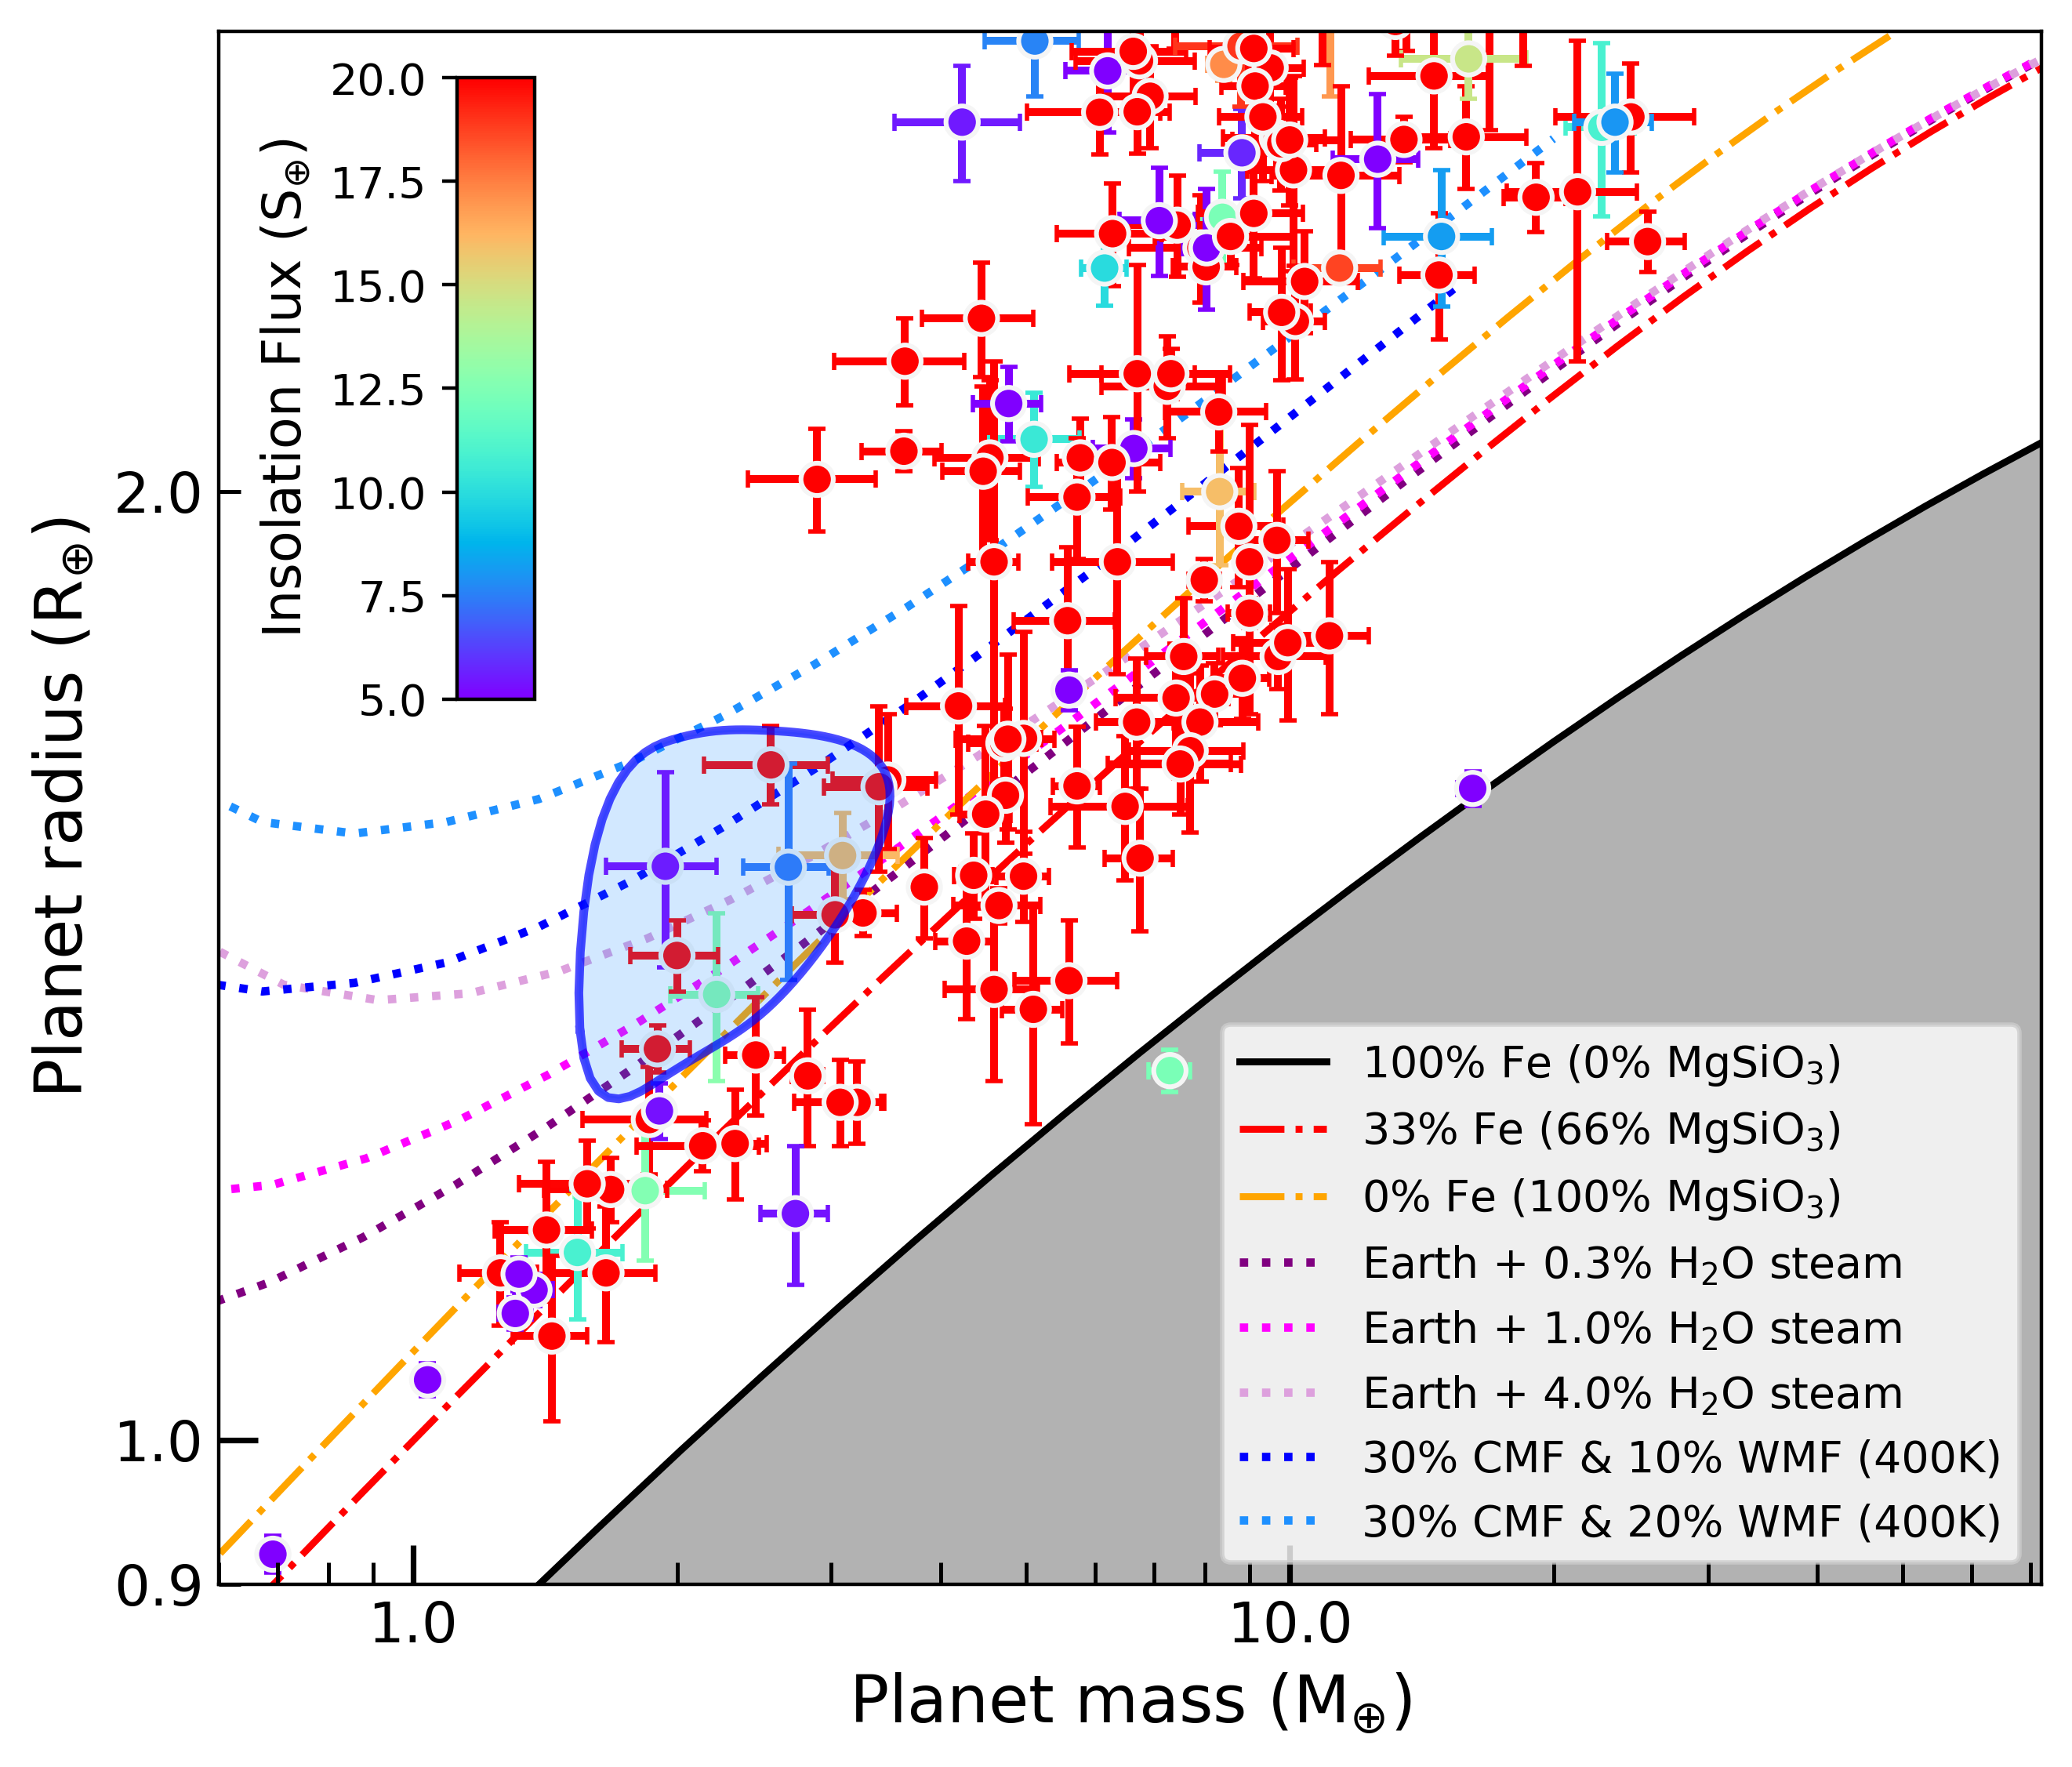 20.0
17.5
15.0
12.5
10.0
7.5
5.0
Insolation Flux (S⊕)
2.0
1.0
0.9
Planet radius (R⊕)
1.0
10.0
Planet mass (M⊕)
100% Fe (0% MgSiO₃)
33% Fe (66% MgSiO₃)
0% Fe (100% MgSiO₃)
Earth + 0.3% H₂O steam
Earth + 1.0% H₂O steam
Earth + 4.0% H₂O steam
30% CMF & 10% WMF (400K)
30% CMF & 20% WMF (400K)